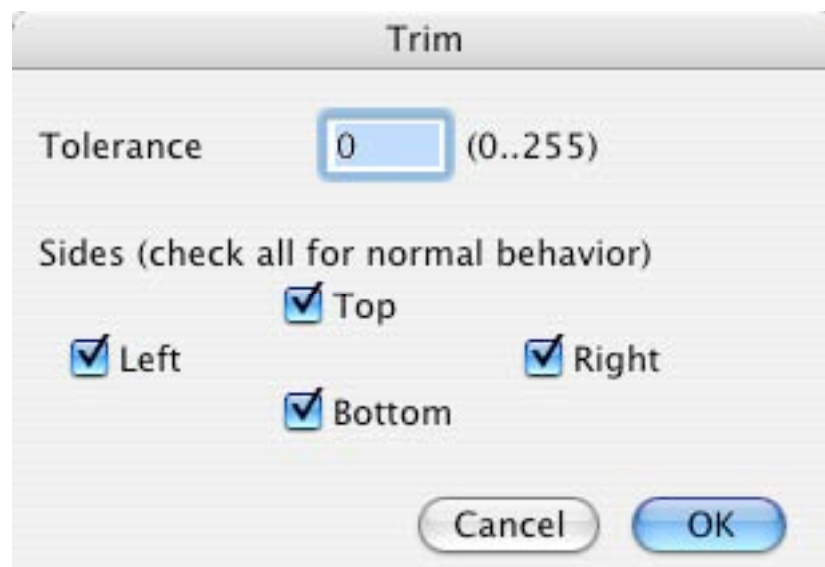 Trim
Tolerance 0 (0..255)
Sides (check all for normal behavior)
Top
Left Right
Bottom
Cancel OK